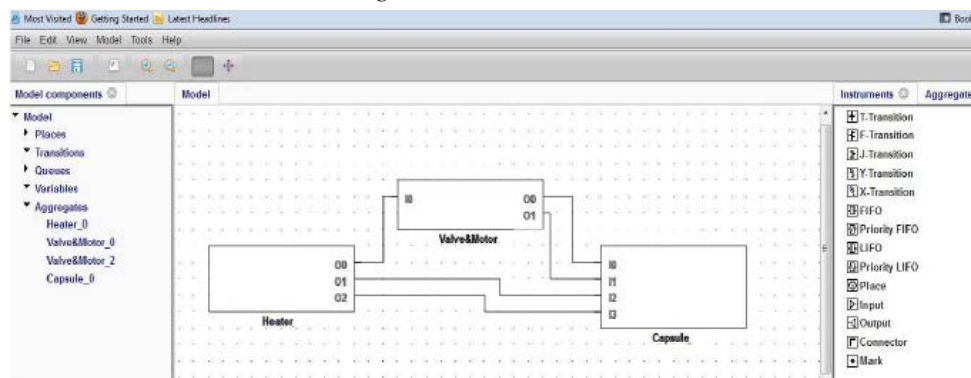 Most Visited Getting Started Latest Headlines Book
File Edit View Model Tools Help
Model components Model Instruments Aggregate
Model
Places
Transitions
Queues
Variables
Aggregates
Heater_0
Valve&Motor_0
Valve&Motor_2
Capsule_0
I0 O0
O1
Valve&Motor
O0
O1
O2
Heater
I0
I1
I2
I3
Capsule
T-Transition
F-Transition
J-Transition
Y-Transition
X-Transition
FIFO
Priority FIFO
LIFO
Priority LIFO
Place
Input
Output
Connector
Mark